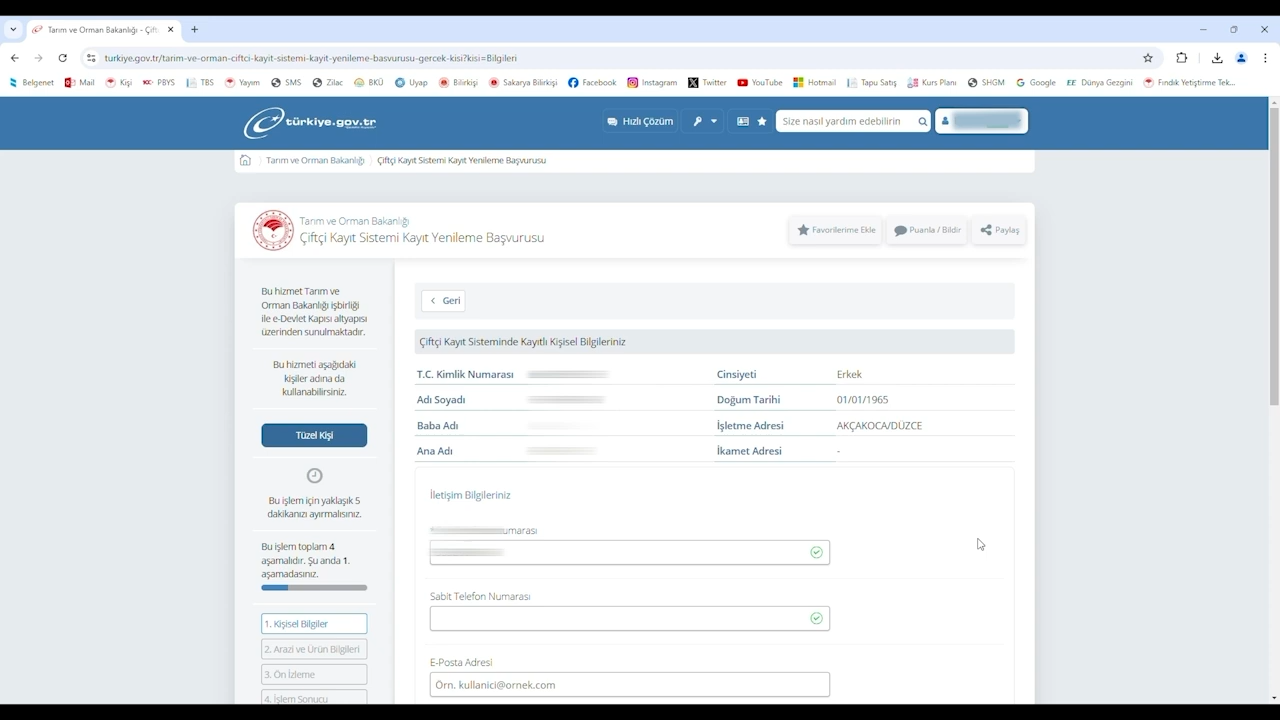 Tarım ve Orman Bakanlığı - Çift
turkiye.gov.tr/tarim-ve-orman-ciftci-kayit-sistemi-kayit-yenileme-basvurusu-gercek-kisi?kisi=Bilgileri
Belgenet Mail Kişi PBYS TBS Yayım SMS Zilac BKÜ Uyap Bilirkişi Sakarya Bilirkişi Facebook Instagram Twitter YouTube Hotmail Tapu Satış Kurs Planı SHGM Google Dünya Gezgini Fındık Yetiştirme Tek...
türkiye.gov.tr
Hızlı Çözüm
Size nasıl yardım edebilirin
Tarım ve Orman Bakanlığı
Çiftçi Kayıt Sistemi Kayıt Yenileme Başvurusu
Tarım ve Orman Bakanlığı
Çiftçi Kayıt Sistemi Kayıt Yenileme Başvurusu
Favorilerime Ekle
Puanla / Bildir
Paylaş
Bu hizmet Tarım ve
Orman Bakanlığı işbirliği
ile e-Devlet Kapısı altyapısı
üzerinden sunulmaktadır.
Bu hizmeti aşağıdaki
kişiler adına da
kullanabilirsiniz.
Tüzel Kişi
Bu işlem için yaklaşık 5
dakikanızı ayırmalısınız.
Bu işlem toplam 4
aşamalıdır. Şu anda 1.
aşamadasınız.
1. Kişisel Bilgiler
2. Arazi ve Ürün Bilgileri
3. Ön İzleme
4. İşlem Sonucu
Geri
Çiftçi Kayıt Sisteminde Kayıtlı Kişisel Bilgileriniz
T.C. Kimlik Numarası
Cinsiyeti Erkek
Adı Soyadı
Doğum Tarihi 01/01/1965
Baba Adı
İşletme Adresi AKÇAKOCA/DÜZCE
Ana Adı
İkamet Adresi -
İletişim Bilgileriniz
umarası
Sabit Telefon Numarası
E-Posta Adresi
Örn. kullanici@ornek.com